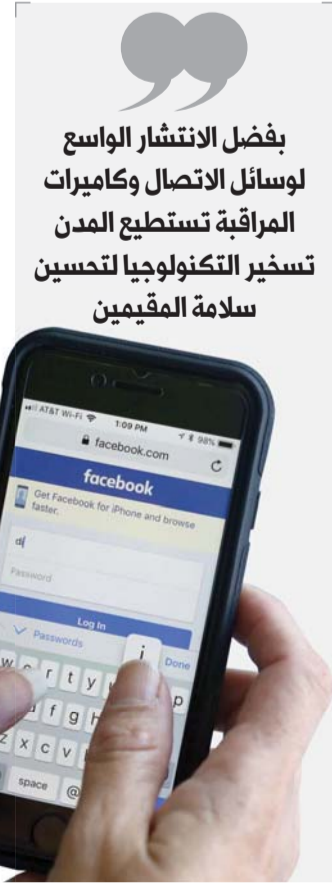 بفضل الانتشار الواسع
لوسائل الاتصال وكاميرات
المراقبة تستطيع المدن
تسخير التكنولوجيا لتحسين
سلامة المقيمين
AT&T Wi-Fi 1:09 PM 98%
facebook.com
facebook
Get Facebook for iPhone and browse
faster.
di
Password
Log In
Passwords Done
w e r t y i p
d f g h
z x c v
space @